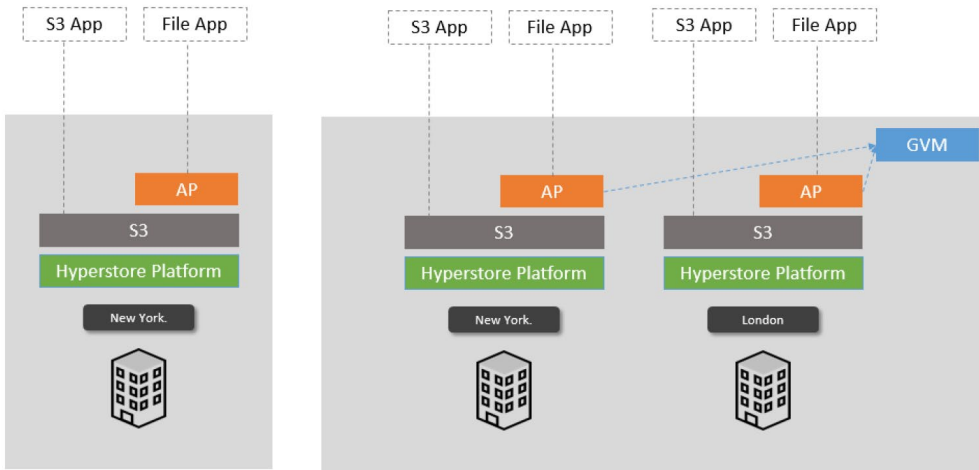 S3 App
File App
AP
S3
Hyperstore Platform
New York.
S3 App
File App
S3 App
File App
GVM
AP
AP
S3
S3
Hyperstore Platform
Hyperstore Platform
New York.
London